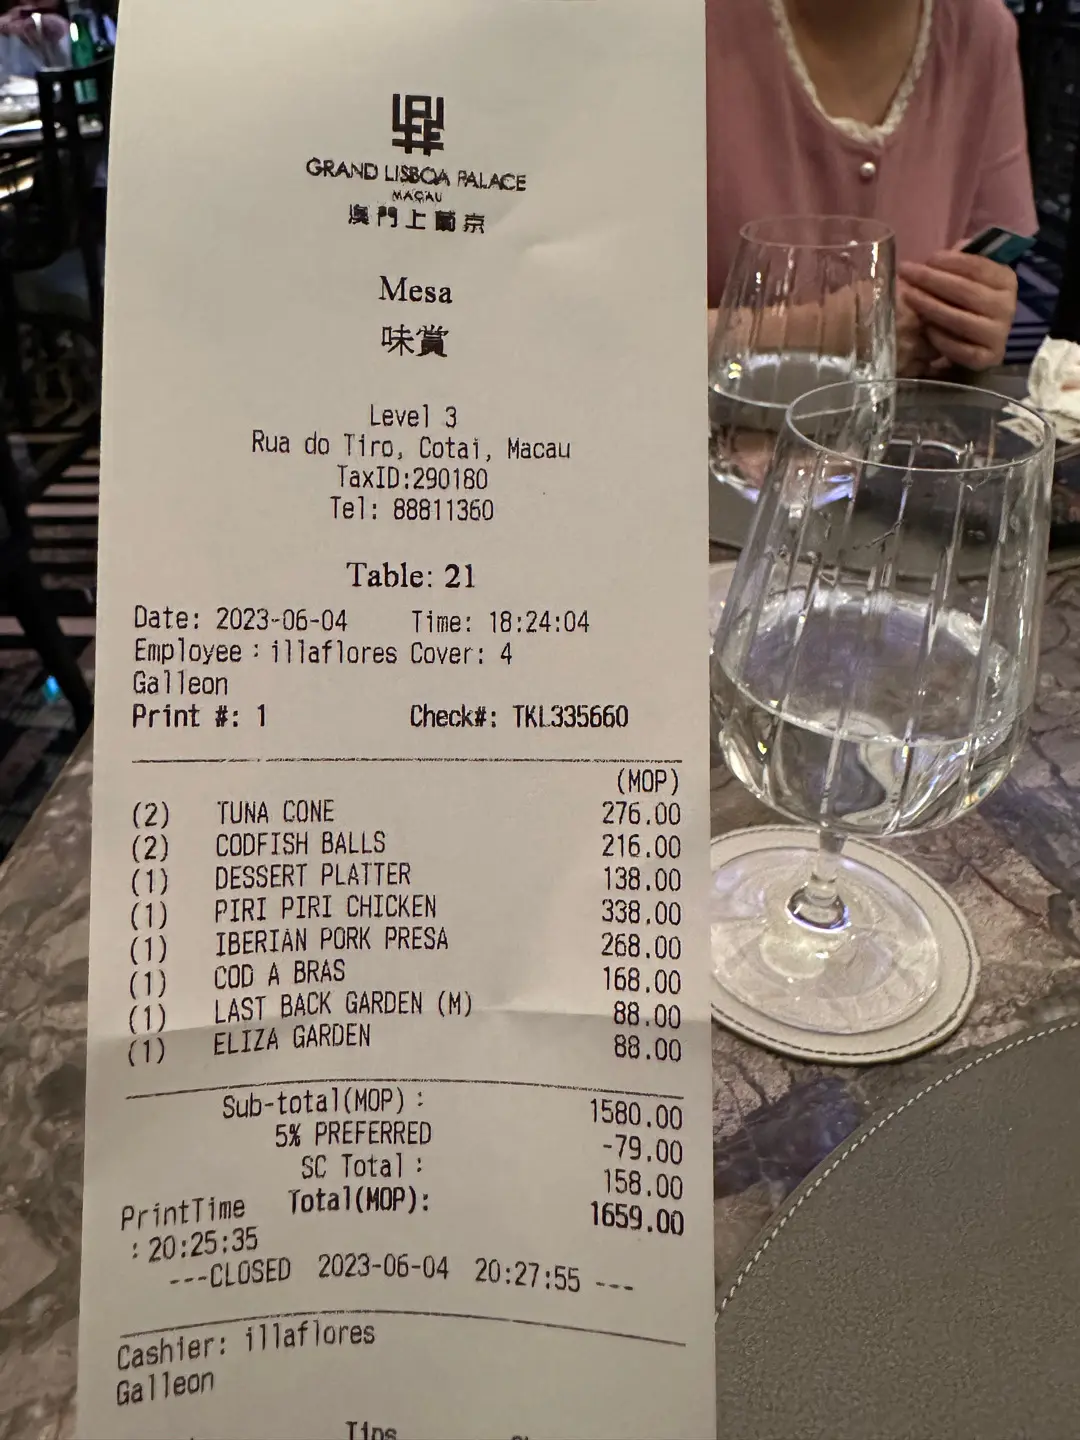 GRAND LISBOA PALACE
MACAU
澳門上葡京
Mesa
味賞
Level 3
Rua do Tiro, Cotai, Macau
TaxID:290180
Tel: 88811360
Table: 21
Date: 2023-06-04 Time: 18:24:04
Employee : illaflores Cover: 4
Galleon
Print #: 1 Check#: TKL335660
(MOP)
(2) TUNA CONE 276.00
(2) CODFISH BALLS 216.00
(1) DESSERT PLATTER 138.00
(1) PIRI PIRI CHICKEN 338.00
(1) IBERIAN PORK PRESA 268.00
(1) COD A BRAS 168.00
(1) LAST BACK GARDEN (M) 88.00
(1) ELIZA GARDEN 88.00
Sub-total(MOP) : 1580.00
5% PREFERRED -79.00
SC Total : 158.00
PrintTime Total(MOP): 1659.00
: 20:25:35
---CLOSED 2023-06-04 20:27:55 ---
Cashier: illaflores
Galleon
Tips